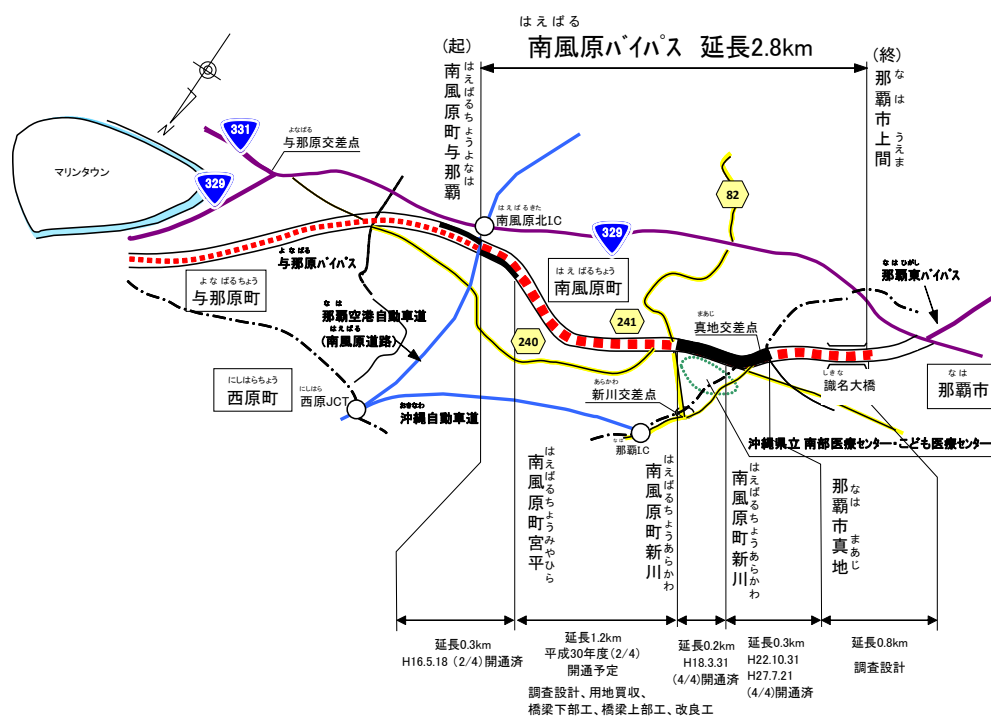 はえばる
南風原バイパス 延長2.8km
(起)
南風原町与那覇
はえばるちょうよなは
(終)
那覇市上間
なは うえま
N
331
よなばる
与那原交差点
マリンタウン
329
82
はえばるきた
南風原北I.C
329
なはひがし
那覇東バイパス
よなばる
与那原バイパス
よなばるちょう
与那原町
はえばるちょう
南風原町
なは
那覇空港自動車道
はえばる
(南風原道路)
241
まあじ
真地交差点
240
しきな
識名大橋
なは
那覇市
にしはらちょう
西原町
にしはら
西原JCT
おきなわ
沖縄自動車道
あらかわ
新川交差点
なは
那覇I.C
沖縄県立 南部医療センター・こども医療センター
南風原町宮平
はえばるちょうみやひら
南風原町新川
はえばるちょうあらかわ
南風原町新川
はえばるちょうあらかわ
那覇市真地
なは まあじ
延長0.3km
H16.5.18 (2/4)開通済
延長1.2km
平成30年度(2/4)
開通予定
調査設計、用地買収、
橋梁下部工、橋梁上部工、改良工
延長0.2km
H18.3.31
(4/4)開通済
延長0.3km
H22.10.31
H27.7.21
(4/4)開通済
延長0.8km
調査設計